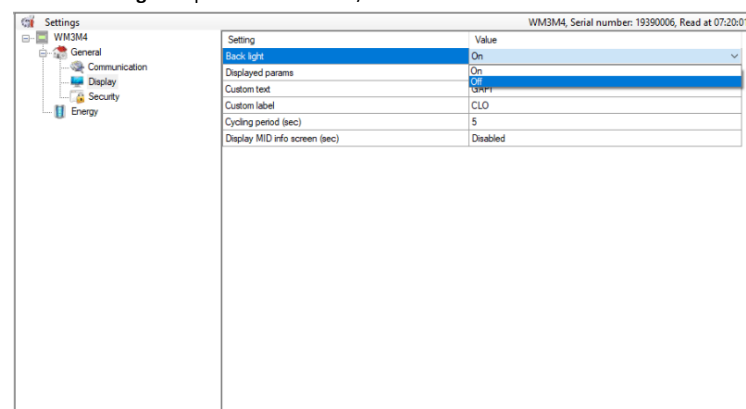 Settings
WM3M4, Serial number: 19390006, Read at 07:20:0
WM3M4
General
Communication
Display
Security
Energy
Setting Value
Back light On
On
Off
Displayed params
Custom text
Custom label CLO
Cycling period (sec) 5
Display MID info screen (sec) Disabled